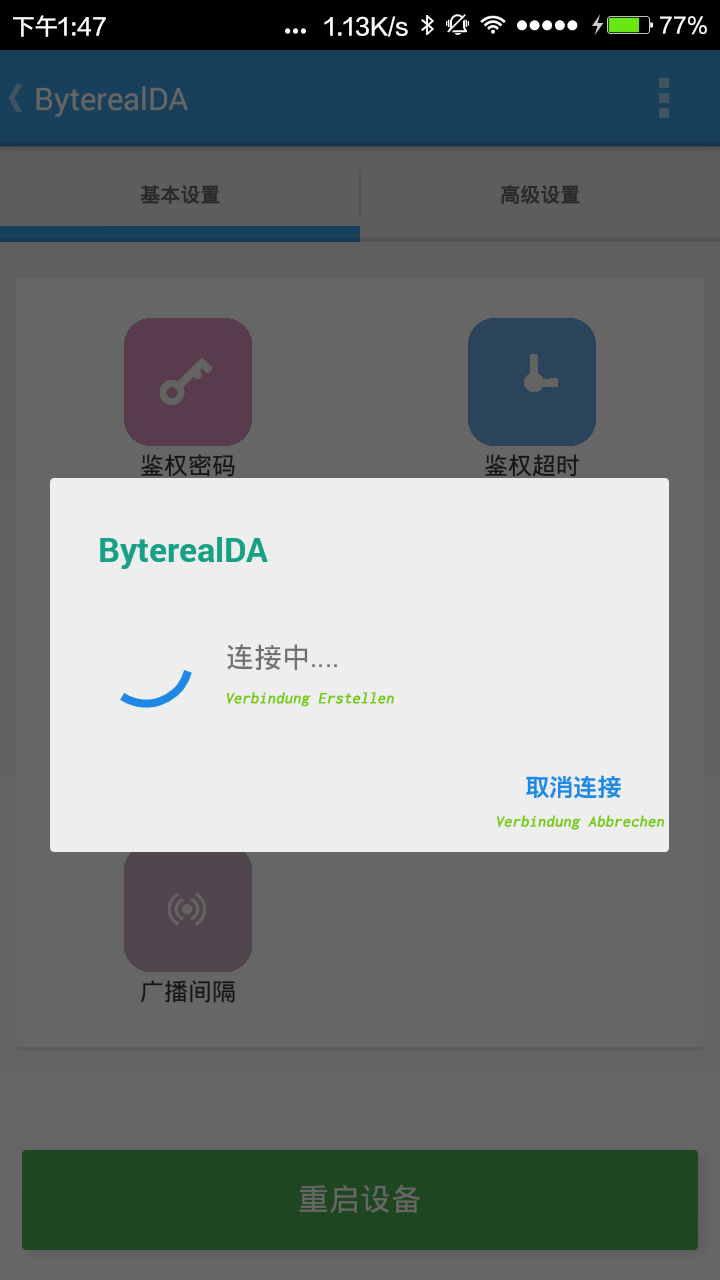 下午1:47 ... 1.13K/s 77%
ByterealDA
基本设置 高级设置
鉴权密码 鉴权超时
ByterealDA
连接中....
Verbindung Erstellen
取消连接
Verbindung Abbrechen
广播间隔
重启设备